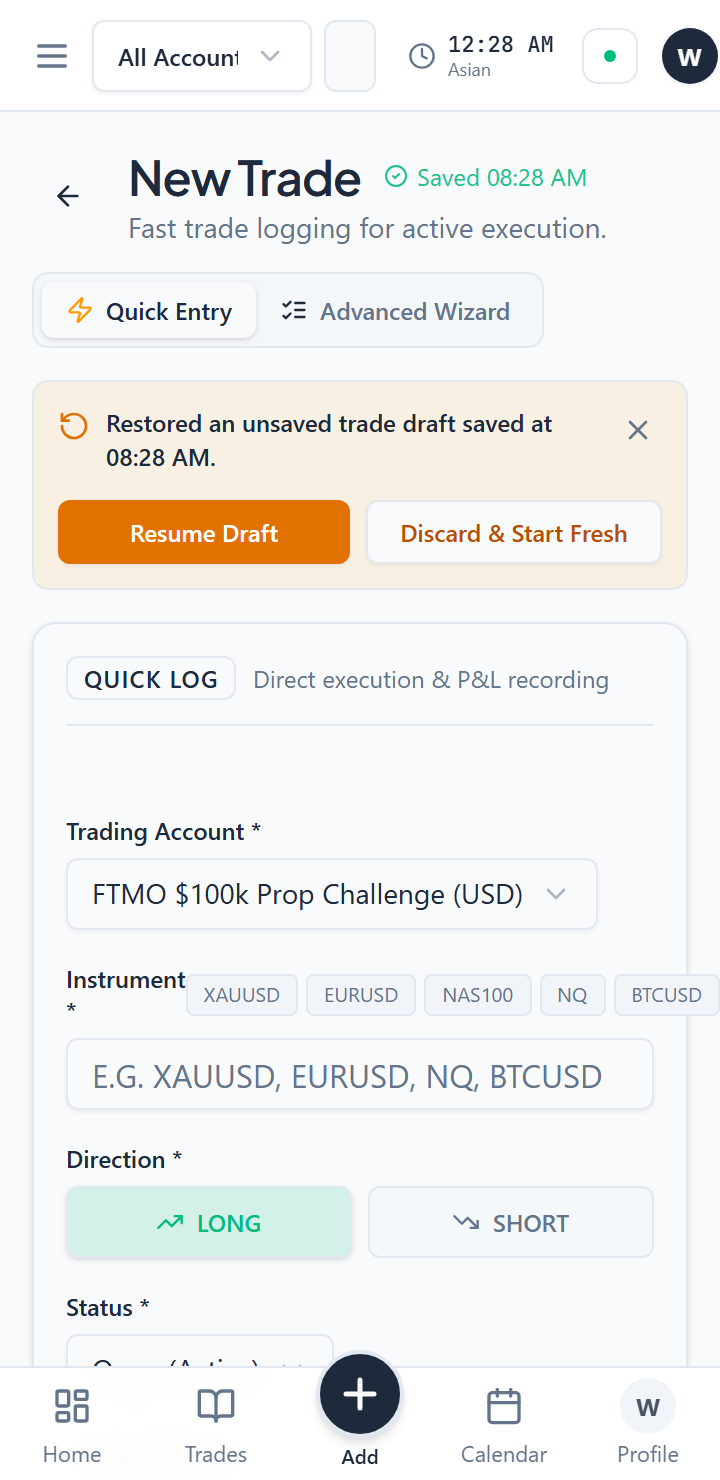 All Account
12:28 AM
Asian
W
New Trade
Saved 08:28 AM
Fast trade logging for active execution.
Quick Entry
Advanced Wizard
Restored an unsaved trade draft saved at
08:28 AM.
Resume Draft
Discard & Start Fresh
QUICK LOG
Direct execution & P&L recording
Trading Account *
FTMO $100k Prop Challenge (USD)
Instrument
*
XAUUSD
EURUSD
NAS100
NQ
BTCUSD
E.G. XAUUSD, EURUSD, NQ, BTCUSD
Direction *
LONG
SHORT
Status *
Home
Trades
Add
Calendar
W
Profile